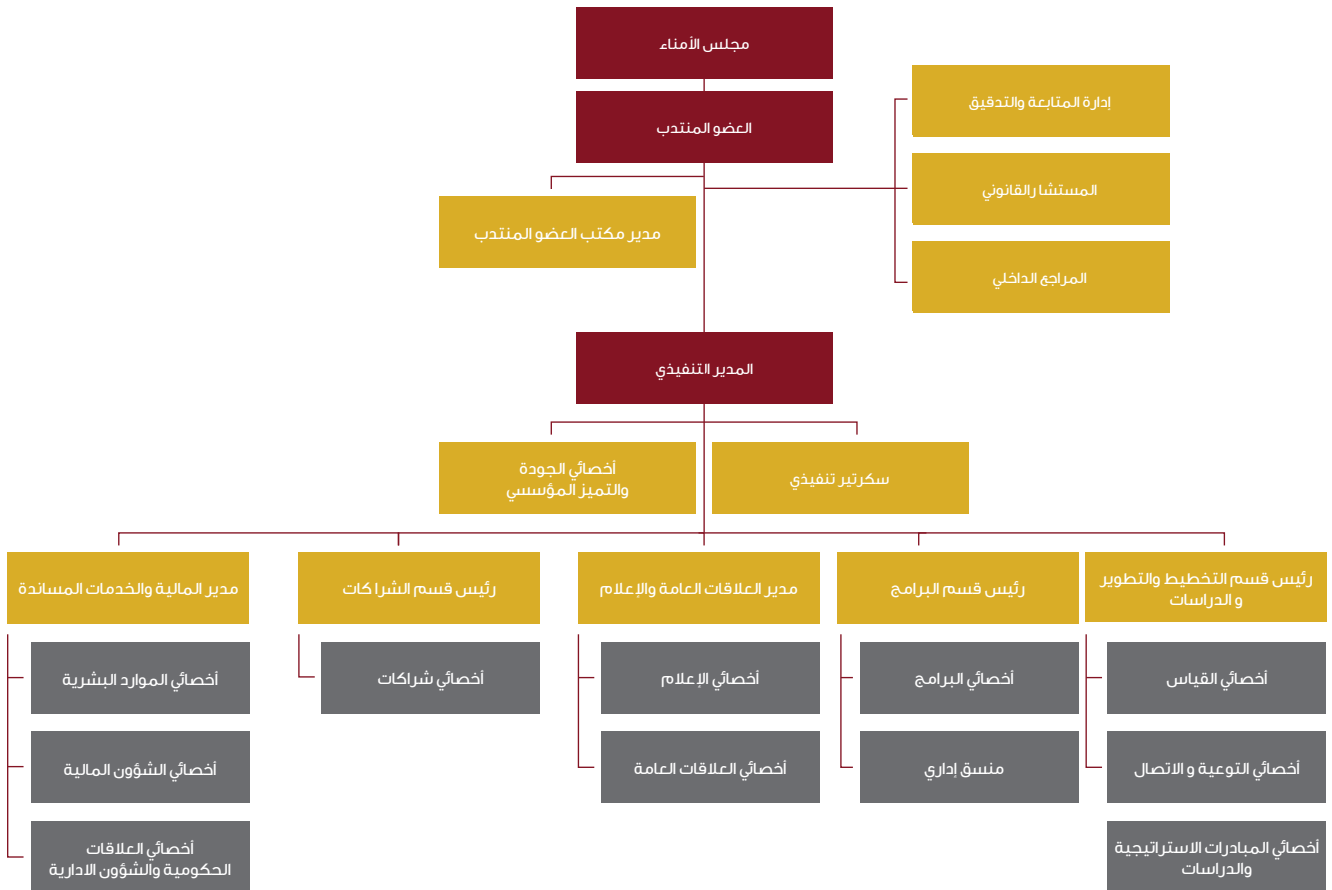 مجلس الأمناء
العضو المنتدب
إدارة المتابعة والتدقيق
المستشا رالقانوني
المراجع الداخلي
مدير مكتب العضو المنتدب
المدير التنفيذي
سكرتير تنفيذي
أخصائي الجودة
والتميز المؤسسي
رئيس قسم التخطيط والتطوير
و الدراسات
رئيس قسم البرامج
مدير العلاقات العامة والإعلام
رئيس قسم الشراكات
مدير المالية والخدمات المساندة
أخصائي القياس
أخصائي البرامج
أخصائي الإعلام
أخصائي شراكات
أخصائي الموارد البشرية
أخصائي التوعية و الاتصال
منسق إداري
أخصائي العلاقات العامة
أخصائي الشؤون المالية
أخصائي المبادرات الاستراتيجية
والدراسات
أخصائي العلاقات
الحكومية والشؤون الادارية